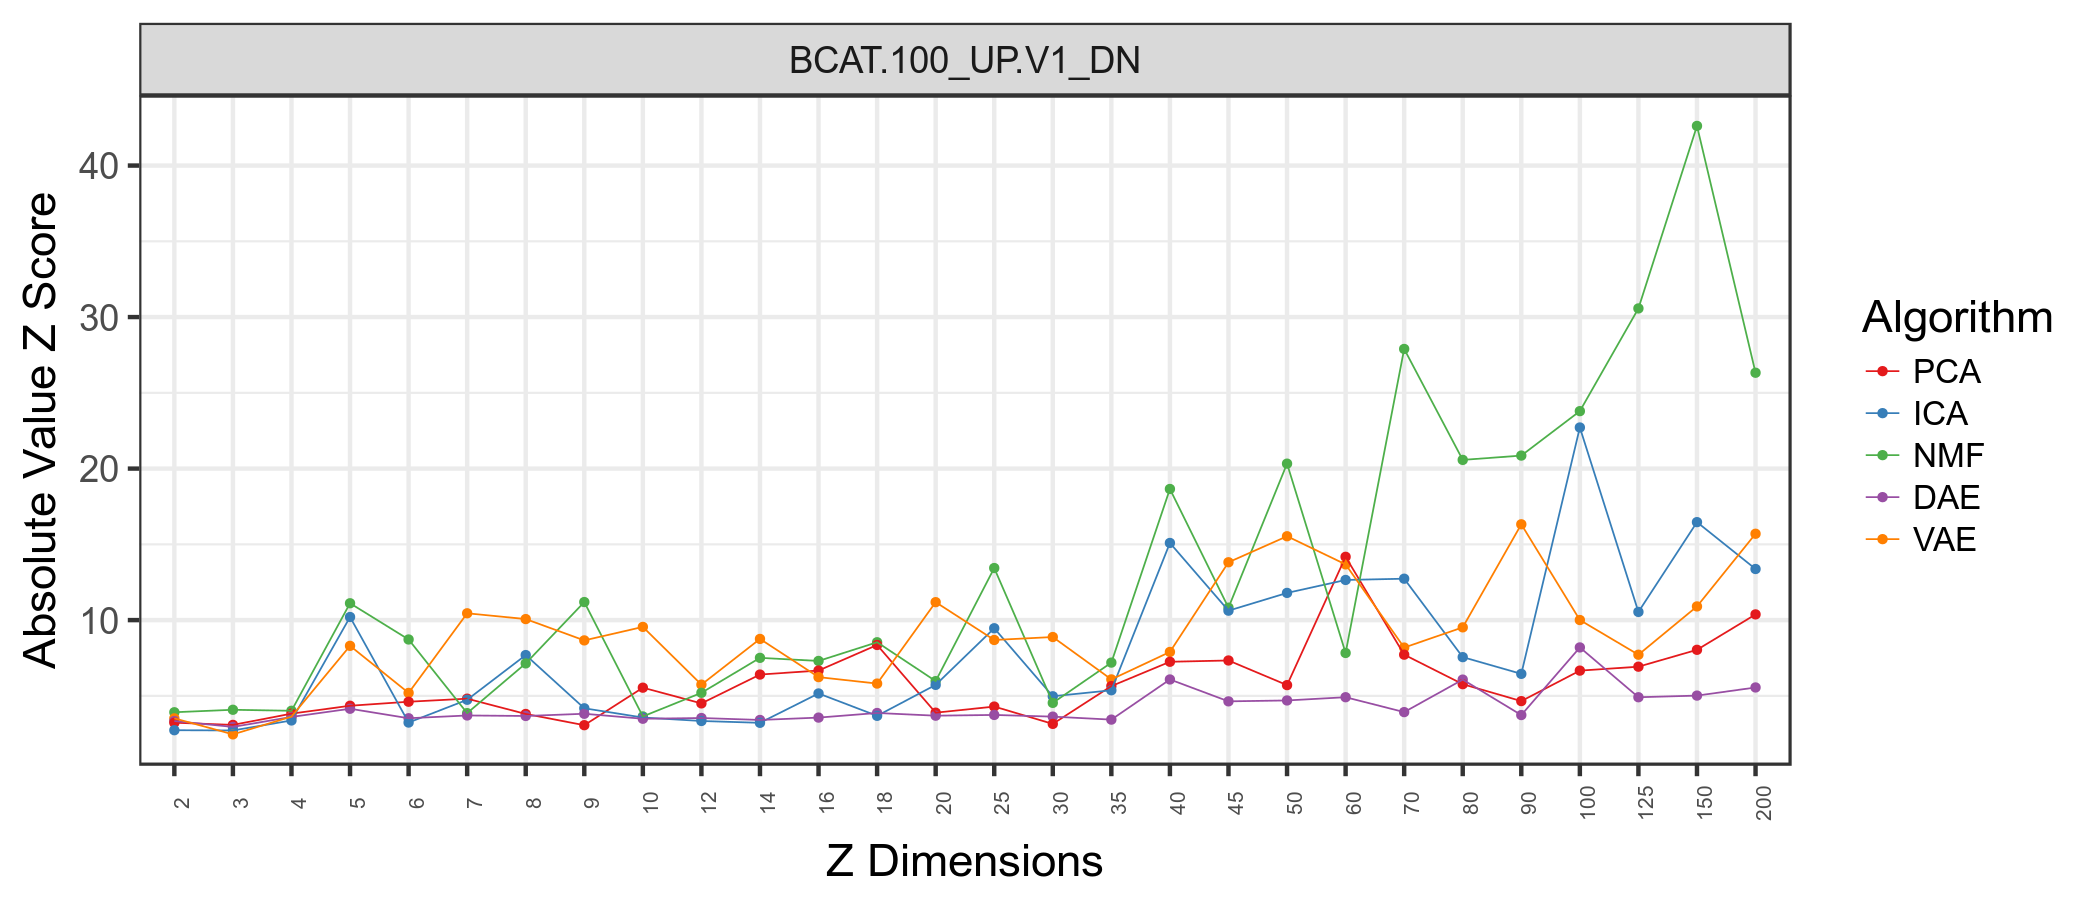 BCAT.100_UP.V1_DN
Absolute Value Z Score
40
30
20
10
2 3 4 5 6 7 8 9 10 12 14 16 18 20 25 30 35 40 45 50 60 70 80 90 100 125 150 200
Z Dimensions
Algorithm
PCA
ICA
NMF
DAE
VAE